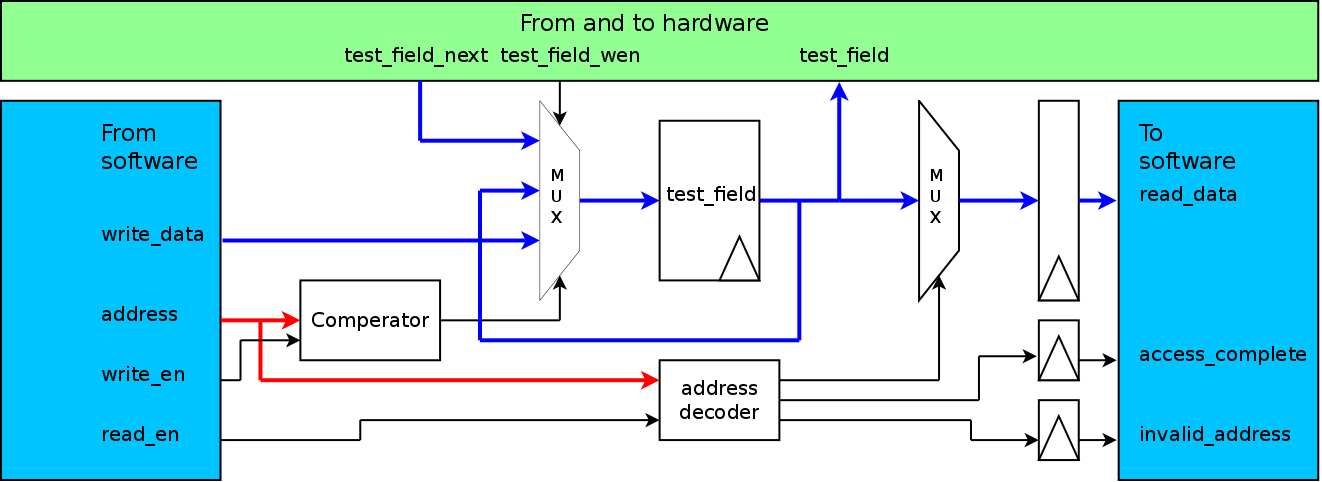 From and to hardware
test_field_next test_field_wen test_field
From
software
write_data
address
write_en
read_en
Comperator
M
U
X
test_field
M
U
X
address
decoder
To
software
read_data
access_complete
invalid_address